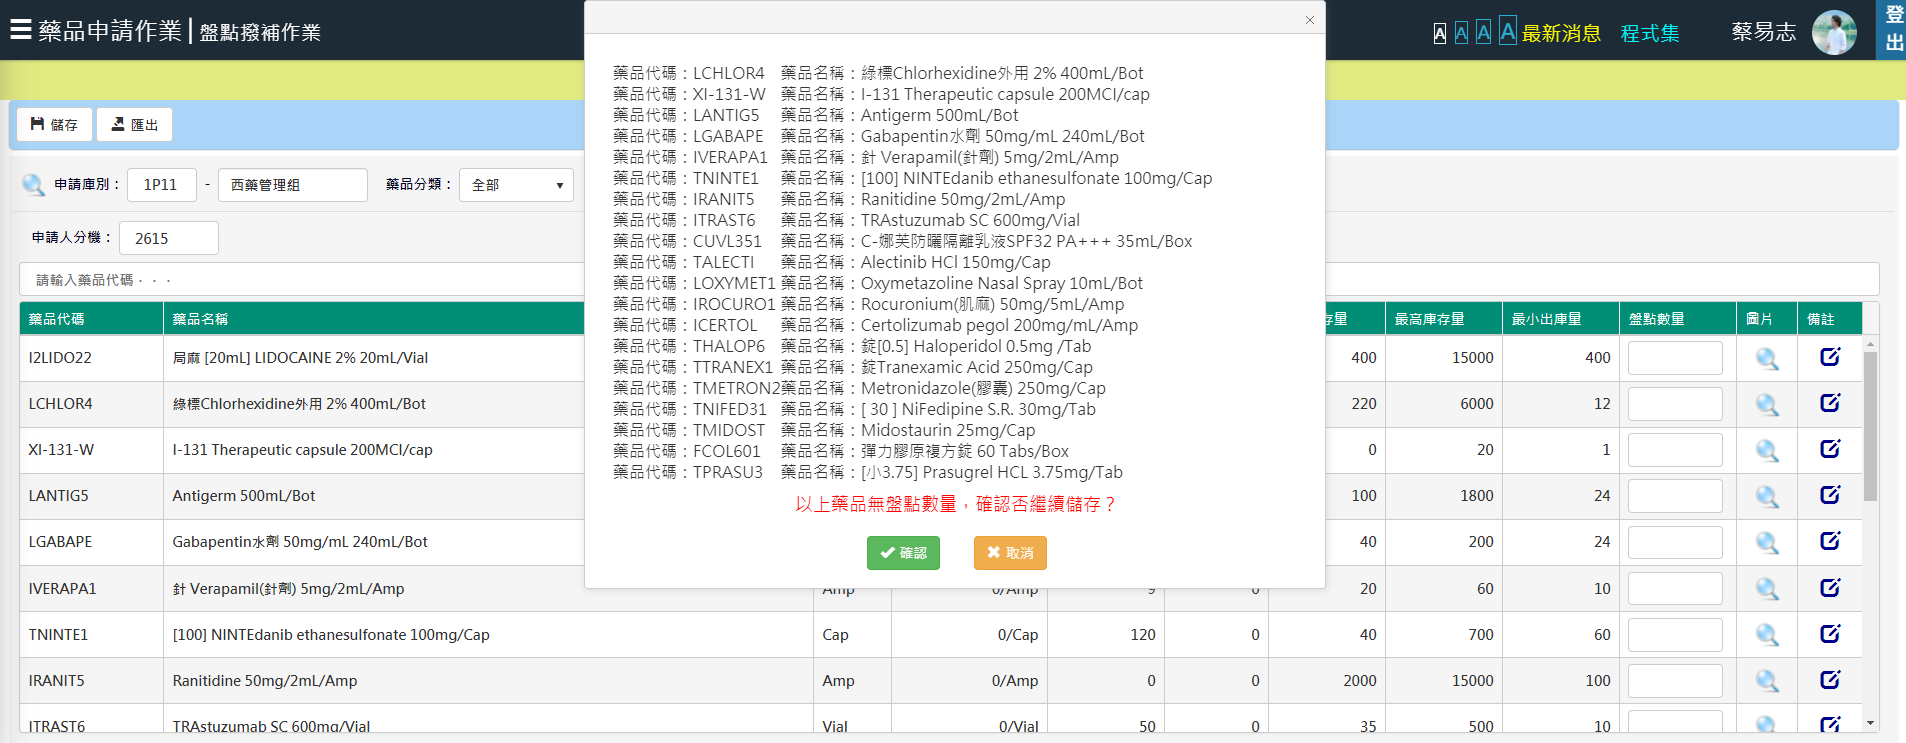 藥品申請作業 | 盤點撥補作業
A A A A 最新消息 程式集 蔡易志 登出
×
儲存 匯出
申請庫別： 1P11 - 西藥管理組 藥品分類： 全部
申請人分機： 2615
請輸入藥品代碼．．．
藥品代碼：LCHLOR4 藥品名稱：綠標Chlorhexidine外用 2% 400mL/Bot
藥品代碼：XI-131-W 藥品名稱：I-131 Therapeutic capsule 200MCI/cap
藥品代碼：LANTIG5 藥品名稱：Antigerm 500mL/Bot
藥品代碼：LGABAPE 藥品名稱：Gabapentin水劑 50mg/mL 240mL/Bot
藥品代碼：IVERAPA1 藥品名稱：針 Verapamil(針劑) 5mg/2mL/Amp
藥品代碼：TNINTE1 藥品名稱：[100] NINTEdanib ethanesulfonate 100mg/Cap
藥品代碼：IRANIT5 藥品名稱：Ranitidine 50mg/2mL/Amp
藥品代碼：ITRAST6 藥品名稱：TRAstuzumab SC 600mg/Vial
藥品代碼：CUVL351 藥品名稱：C-娜芙防曬隔離乳液SPF32 PA+++ 35mL/Box
藥品代碼：TALECTI 藥品名稱：Alectinib HCl 150mg/Cap
藥品代碼：LOXYMET1 藥品名稱：Oxymetazoline Nasal Spray 10mL/Bot
藥品代碼：IROCURO1 藥品名稱：Rocuronium(肌麻) 50mg/5mL/Amp
藥品代碼：ICERTOL 藥品名稱：Certolizumab pegol 200mg/mL/Amp
藥品代碼：THALOP6 藥品名稱：錠[0.5] Haloperidol 0.5mg /Tab
藥品代碼：TTRANEX1 藥品名稱：錠Tranexamic Acid 250mg/Cap
藥品代碼：TMETRON2藥品名稱：Metronidazole(膠囊) 250mg/Cap
藥品代碼：TNIFED31 藥品名稱：[ 30 ] NiFedipine S.R. 30mg/Tab
藥品代碼：TMIDOST 藥品名稱：Midostaurin 25mg/Cap
藥品代碼：FCOL601 藥品名稱：彈力膠原複方錠 60 Tabs/Box
藥品代碼：TPRASU3 藥品名稱：[小3.75] Prasugrel HCL 3.75mg/Tab
以上藥品無盤點數量，確認否繼續儲存？
確認 取消
藥品代碼 藥品名稱 存量 最高庫存量 最小出庫量 盤點數量 圖片 備註
I2LIDO22 局麻 [20mL] LIDOCAINE 2% 20mL/Vial 400 15000 400
LCHLOR4 綠標Chlorhexidine外用 2% 400mL/Bot 220 6000 12
XI-131-W I-131 Therapeutic capsule 200MCI/cap 0 20 1
LANTIG5 Antigerm 500mL/Bot 100 1800 24
LGABAPE Gabapentin水劑 50mg/mL 240mL/Bot 40 200 24
IVERAPA1 針 Verapamil(針劑) 5mg/2mL/Amp Amp 0/Amp 9 0 20 60 10
TNINTE1 [100] NINTEdanib ethanesulfonate 100mg/Cap Cap 0/Cap 120 0 40 700 60
IRANIT5 Ranitidine 50mg/2mL/Amp Amp 0/Amp 0 0 2000 15000 100
ITRAST6 TRAstuzumab SC 600mg/Vial Vial 0/Vial 50 0 35 500 10